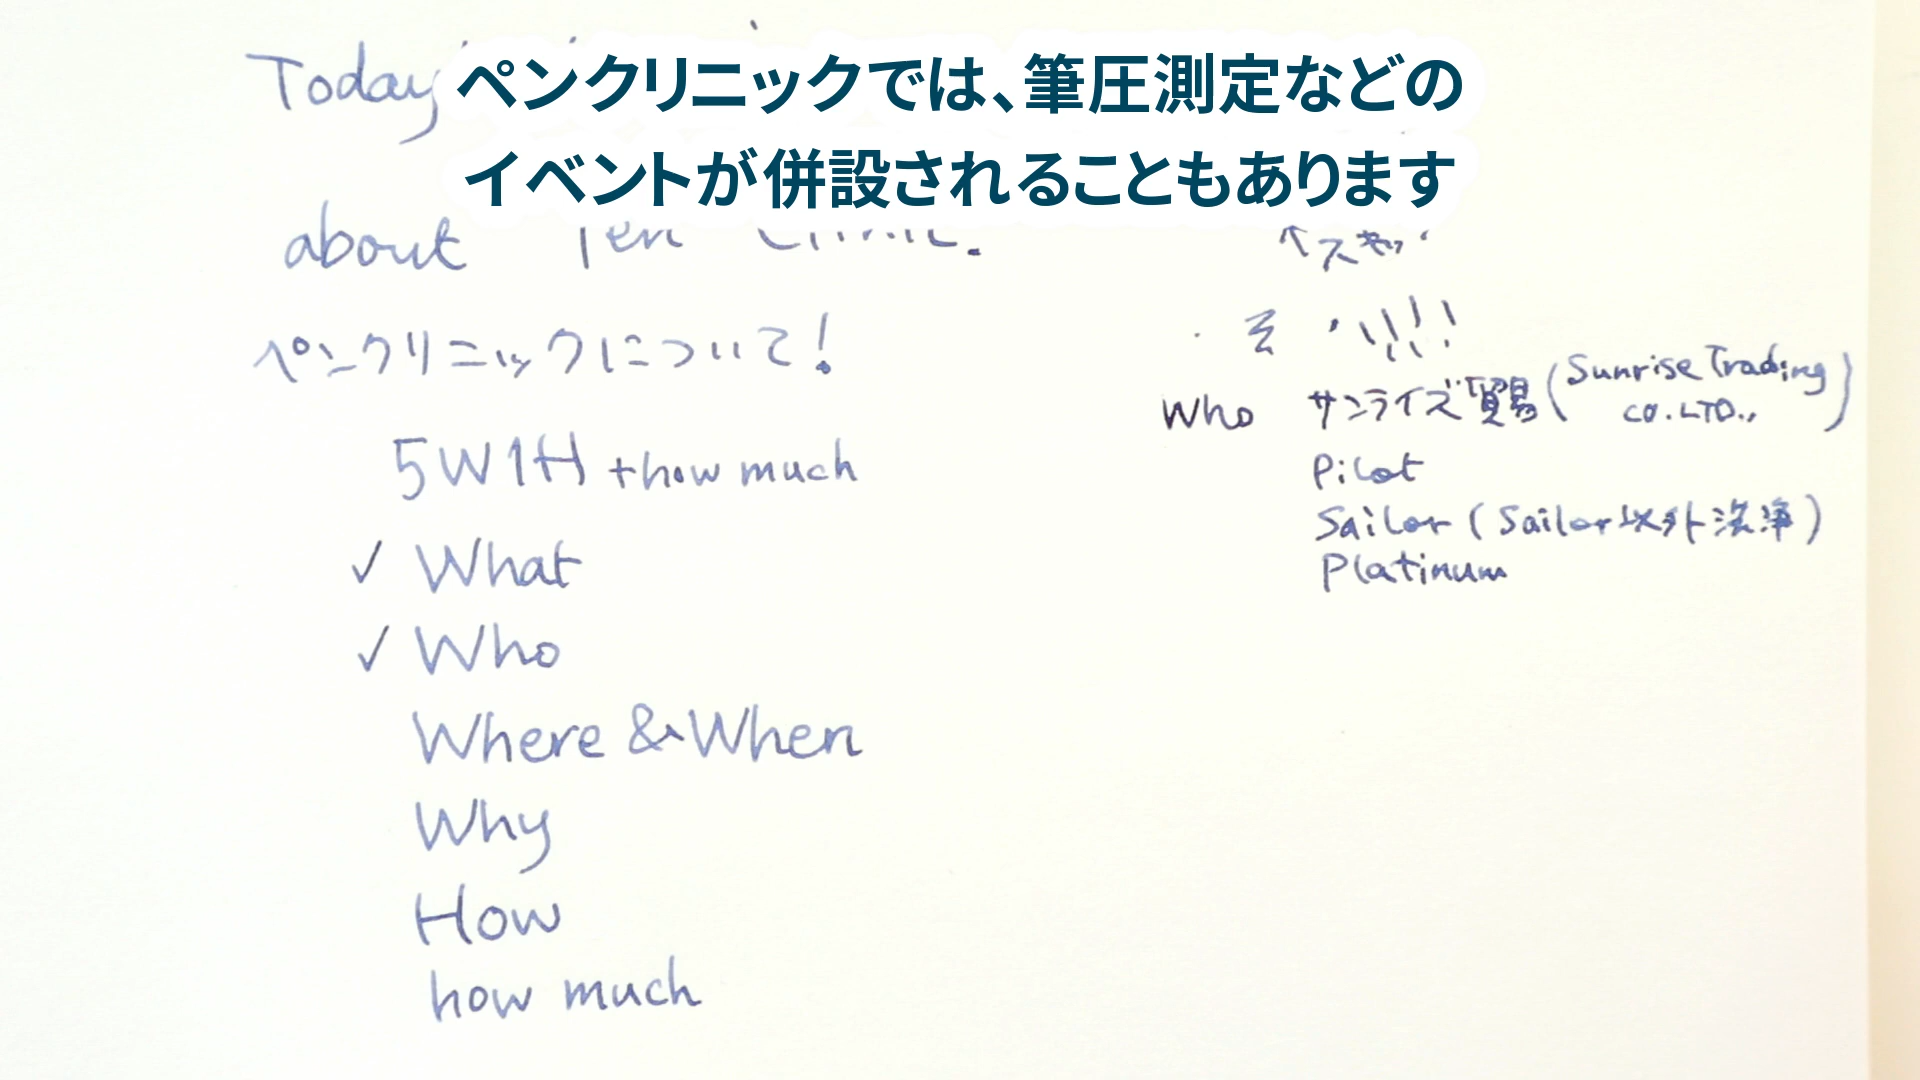 ペンクリニックでは、筆圧測定などの
イベントが併設されることもあります
Today
about Pen
ペンクリニックについて!
5W1H +how much
✓ What
✓ Who
Where & When
Why
How
how much
Who サンライズ貿易 (Sunrise Trading
CO.LTD.,)
Pilot
Sailor (Sailor以外洗浄)
Platinum